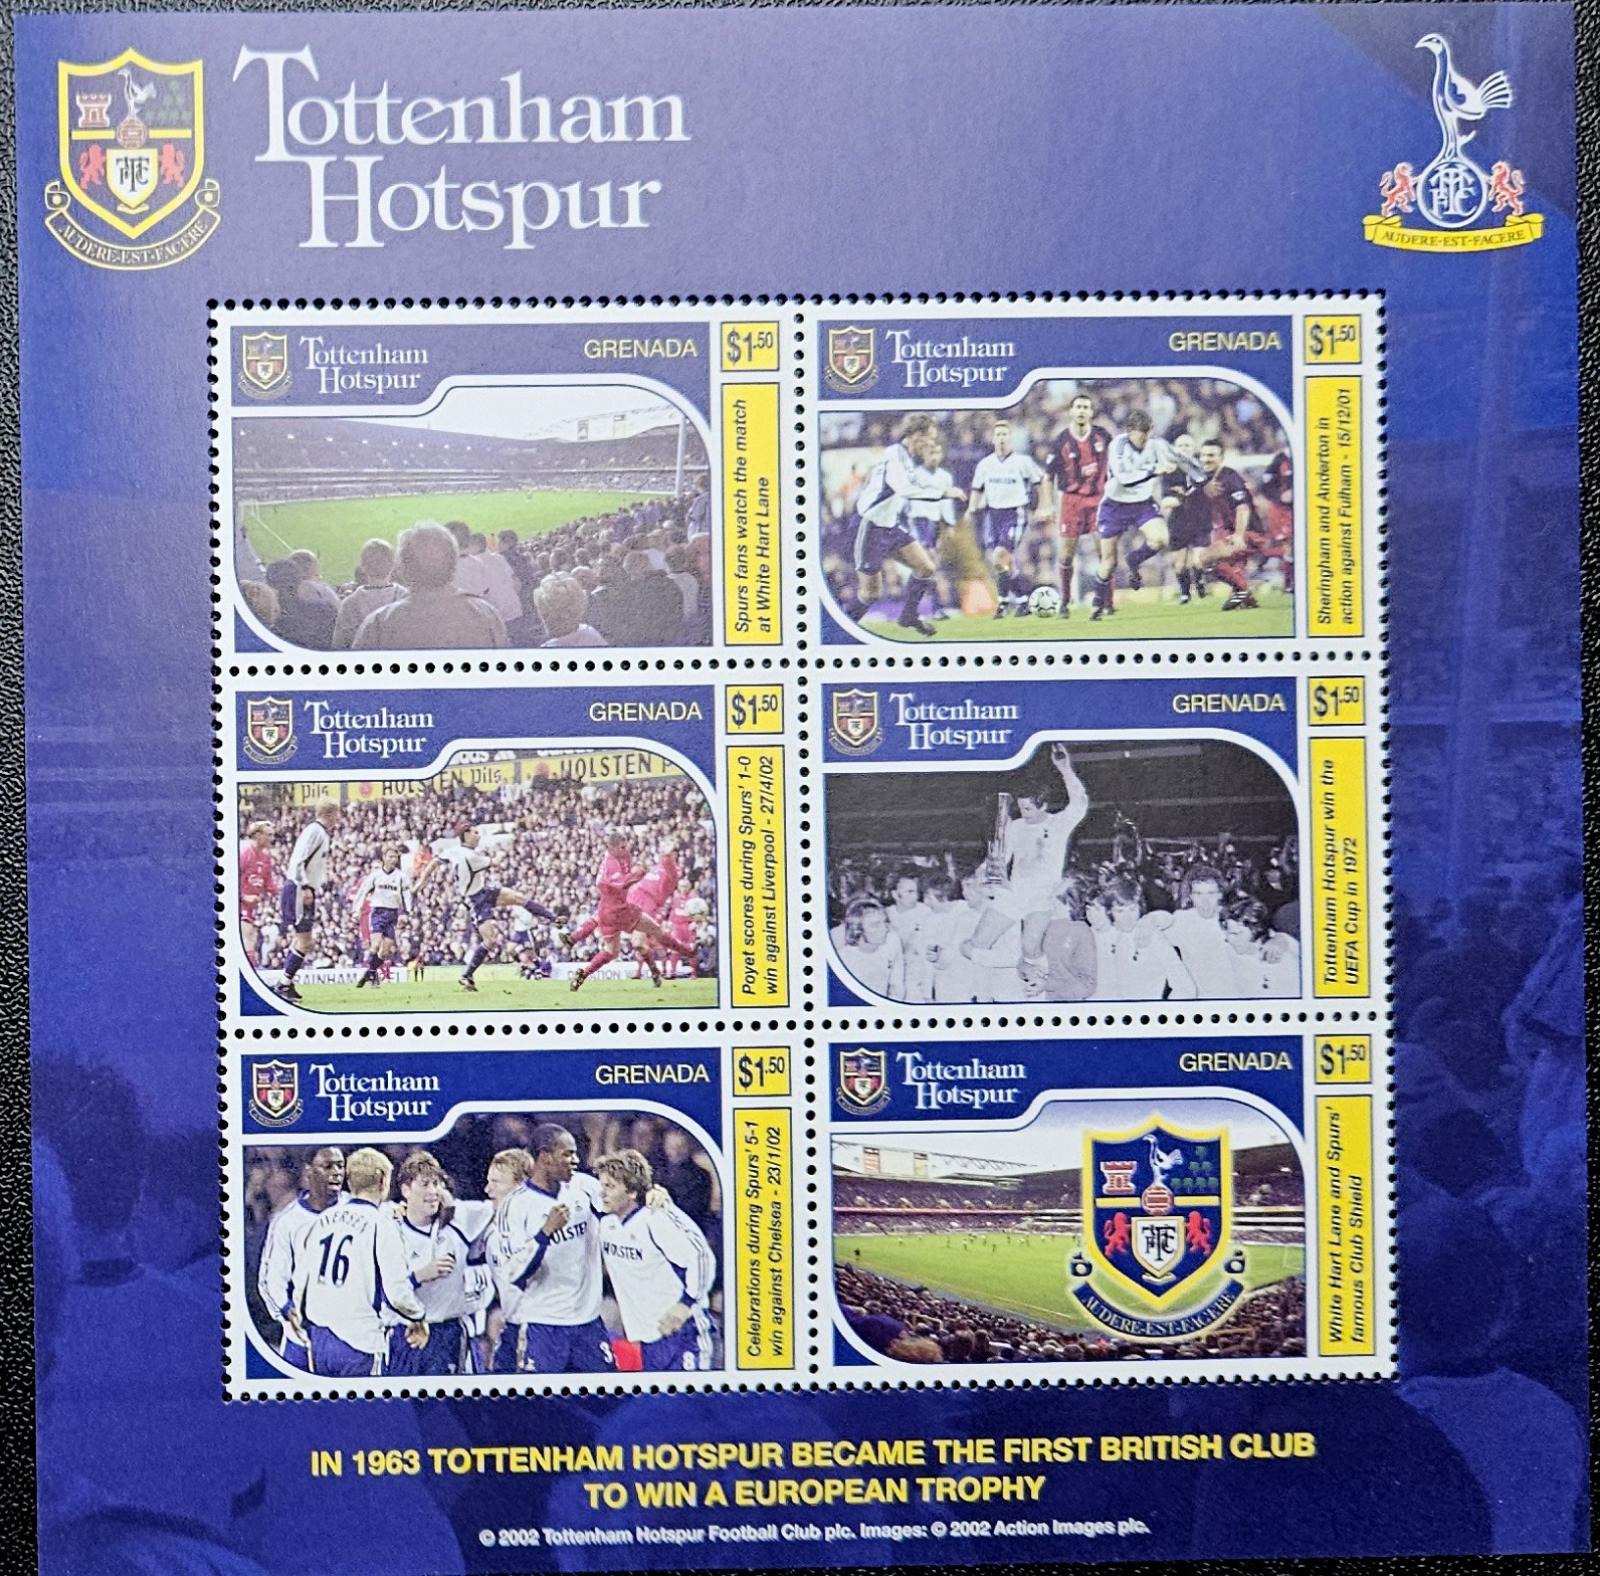 Tottenham
Hotspur
AUDERE·EST·FACERE
AUDERE·EST·FACERE
Tottenham
Hotspur
GRENADA
$1.50
Spurs fans watch the match
at White Hart Lane
Tottenham
Hotspur
GRENADA
$1.50
Sheringham and Anderton in
action against Fulham - 15/12/01
Tottenham
Hotspur
GRENADA
$1.50
HOLSTEN Pils
HOLSTEN
Poyet scores during Spurs' 1-0
win against Liverpool - 27/4/02
Tottenham
Hotspur
GRENADA
$1.50
Tottenham Hotspur win the
UEFA Cup in 1972
Tottenham
Hotspur
GRENADA
$1.50
IVERSEN
16
HOLSTEN
HOLSTEN
3
8
Celebrations during Spurs' 5-1
win against Chelsea - 23/1/02
Tottenham
Hotspur
GRENADA
$1.50
AUDERE·EST·FACERE
White Hart Lane and Spurs'
famous Club Shield
IN 1963 TOTTENHAM HOTSPUR BECAME THE FIRST BRITISH CLUB
TO WIN A EUROPEAN TROPHY
© 2002 Tottenham Hotspur Football Club plc. Images: © 2002 Action Images plc.